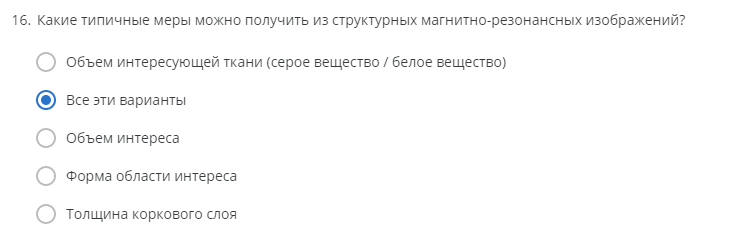 16. Какие типичные меры можно получить из структурных магнитно-резонансных изображений?
Объем интересующей ткани (серое вещество / белое вещество)
Все эти варианты
Объем интереса
Форма области интереса
Толщина коркового слоя